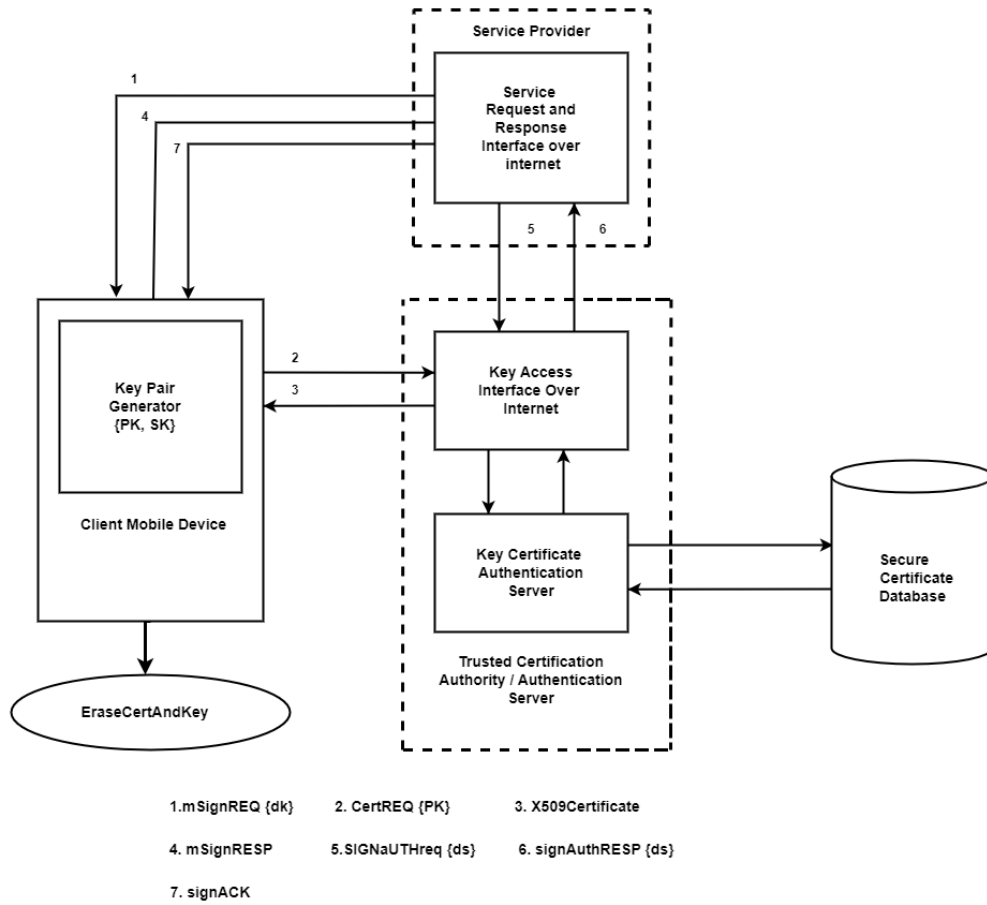 Service Provider
Service
Request and
Response
Interface over
internet
1
4
7
5
6
Key Pair
Generator
{PK, SK}
Client Mobile Device
2
3
Key Access
Interface Over
Internet
Key Certificate
Authentication
Server
Secure
Certificate
Database
Trusted Certification
Authority / Authentication
Server
EraseCertAndKey
1.mSignREQ {dk}
2. CertREQ {PK}
3. X509Certificate
4. mSignRESP
5.SIGNaUTHreq {ds}
6. signAuthRESP {ds}
7. signACK